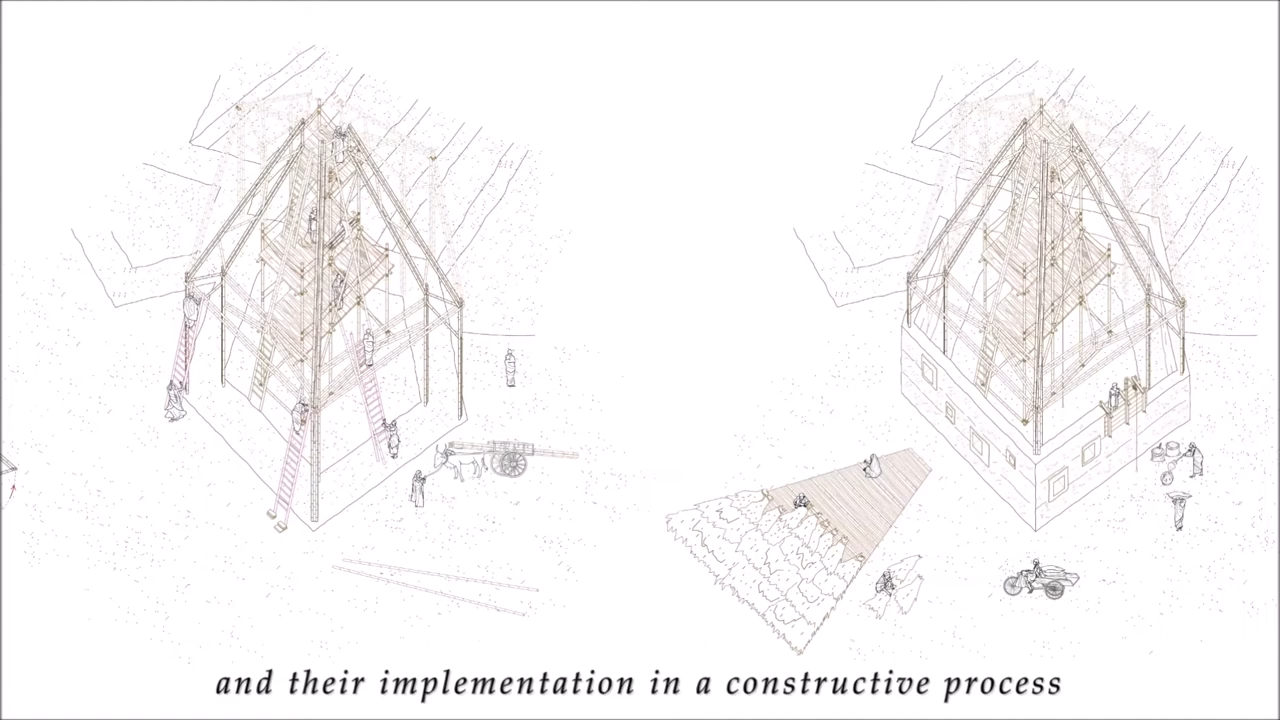 and their implementation in a constructive process